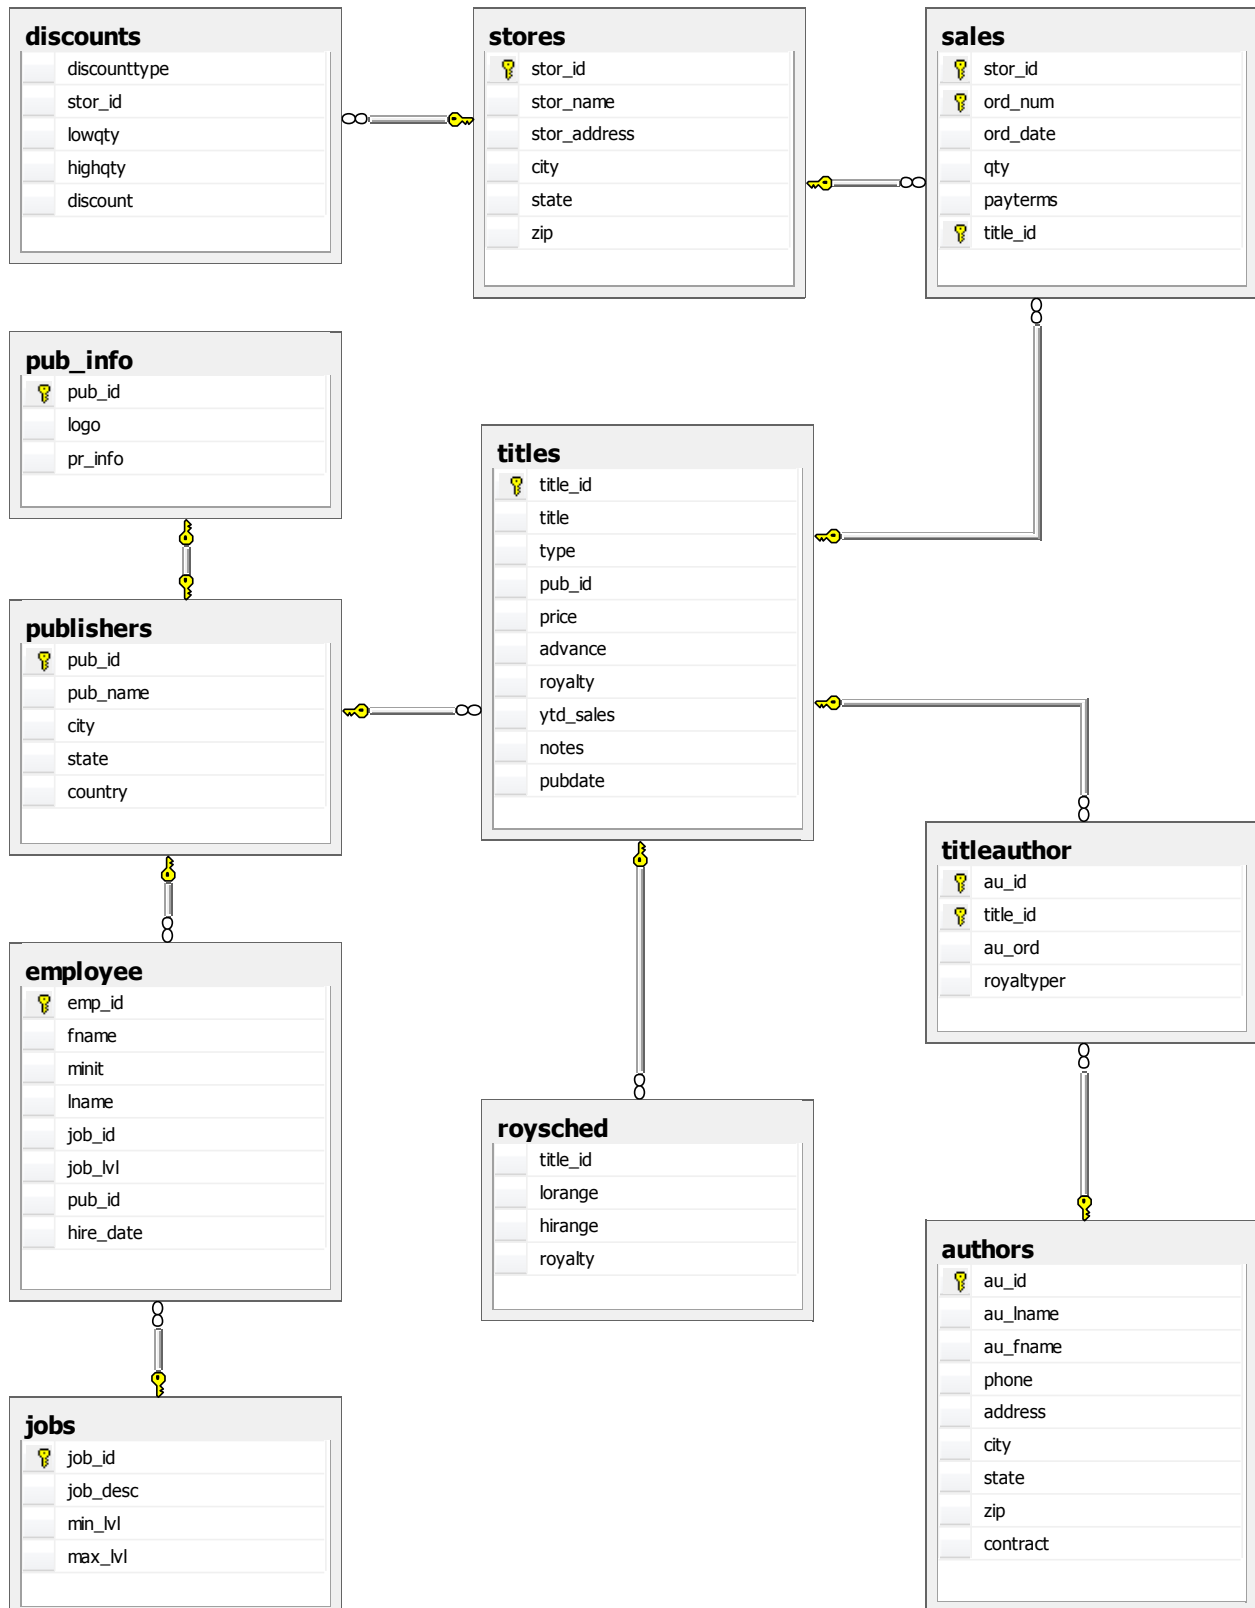 discounts
discounttype
stor_id
lowqty
highqty
discount
stores
stor_id
stor_name
stor_address
city
state
zip
sales
stor_id
ord_num
ord_date
qty
payterms
title_id
pub_info
pub_id
logo
pr_info
titles
title_id
title
type
pub_id
price
advance
royalty
ytd_sales
notes
pubdate
publishers
pub_id
pub_name
city
state
country
titleauthor
au_id
title_id
au_ord
royaltyper
employee
emp_id
fname
minit
lname
job_id
job_lvl
pub_id
hire_date
roysched
title_id
lorange
hirange
royalty
authors
au_id
au_lname
au_fname
phone
address
city
state
zip
contract
jobs
job_id
job_desc
min_lvl
max_lvl